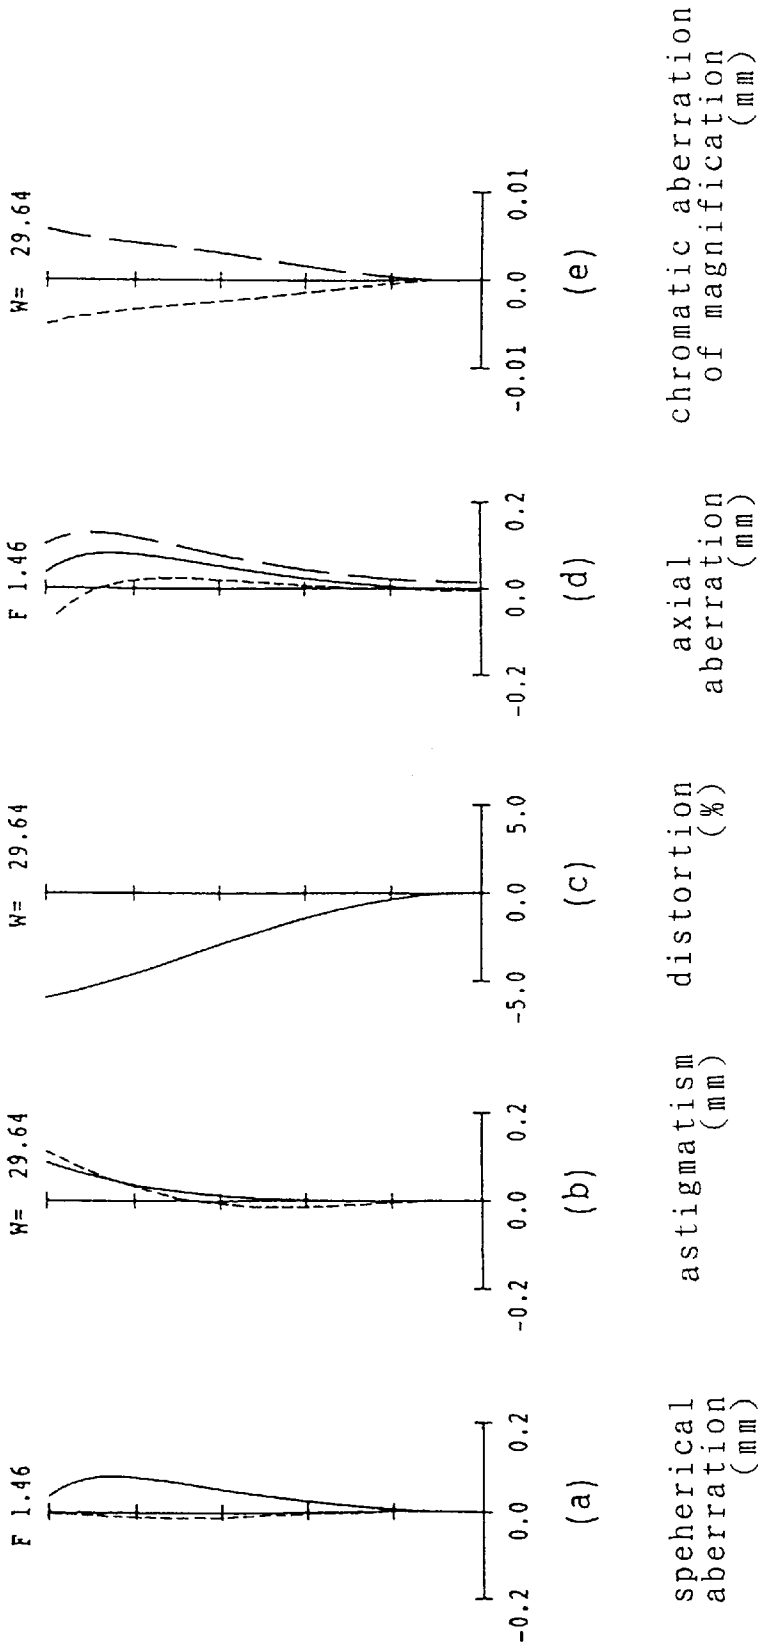 F 1.46
-0.2 0.0 0.2
(a)
speherical
aberration
(mm)
W= 29.64
-0.2 0.0 0.2
(b)
astigmatism
(mm)
W= 29.64
-5.0 0.0 5.0
(c)
distortion
(%)
F 1.46
-0.2 0.0 0.2
(d)
axial
aberration
(mm)
W= 29.64
-0.01 0.0 0.01
(e)
chromatic aberration
of magnification
(mm)